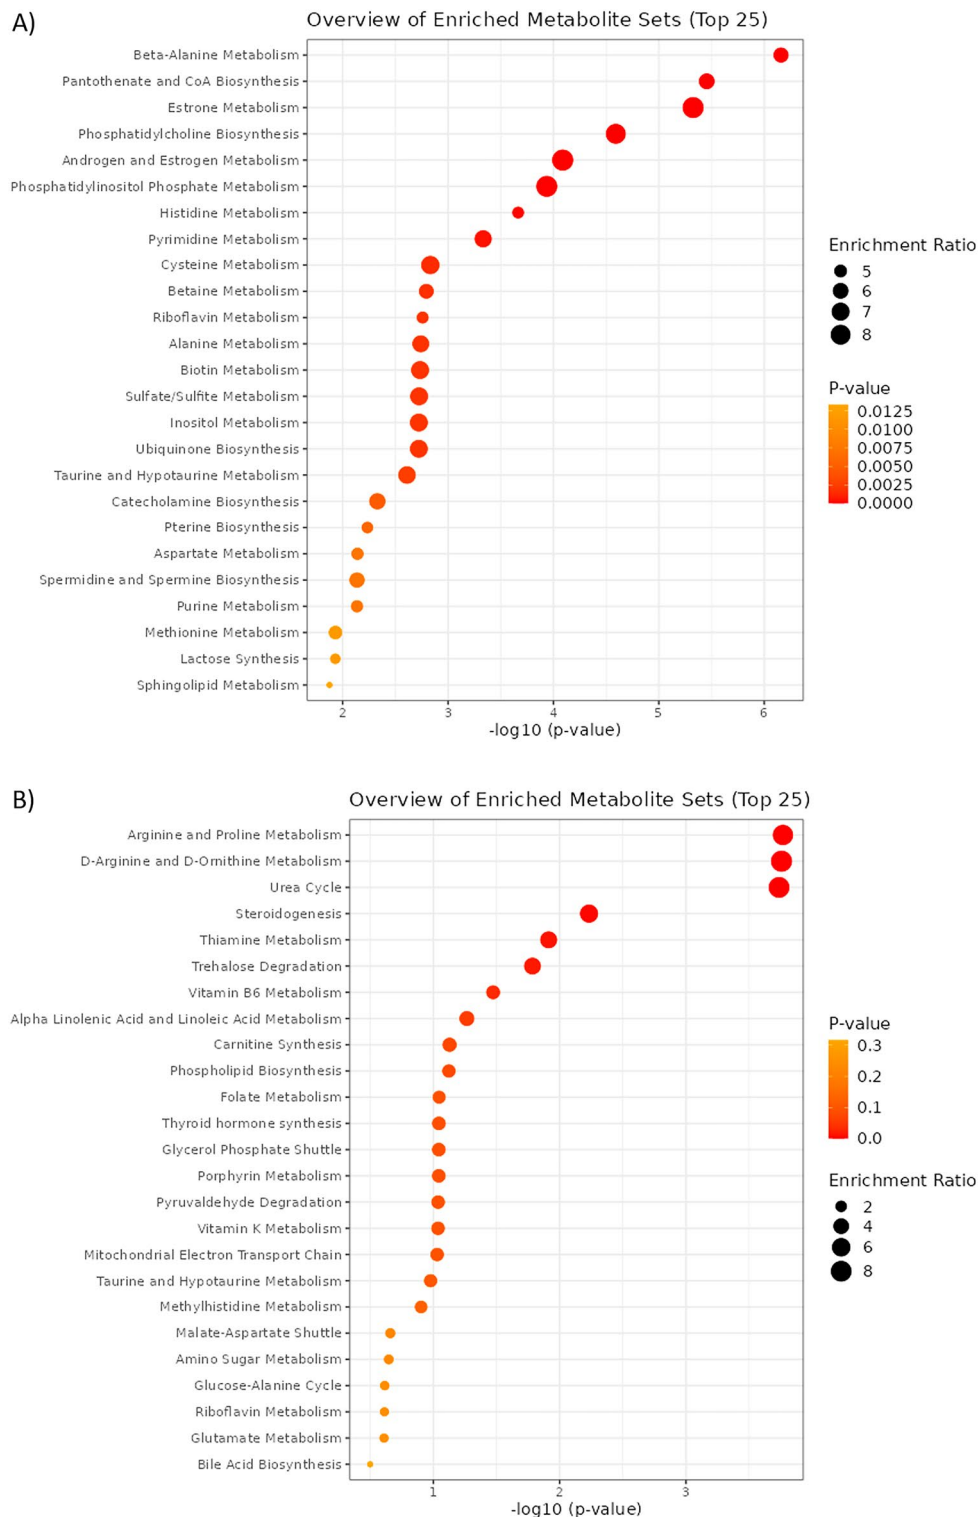 A)
Overview of Enriched Metabolite Sets (Top 25)
Beta-Alanine Metabolism
Pantothenate and CoA Biosynthesis
Estrone Metabolism
Phosphatidylcholine Biosynthesis
Androgen and Estrogen Metabolism
Phosphatidylinositol Phosphate Metabolism
Histidine Metabolism
Pyrimidine Metabolism
Cysteine Metabolism
Betaine Metabolism
Riboflavin Metabolism
Alanine Metabolism
Biotin Metabolism
Sulfate/Sulfite Metabolism
Inositol Metabolism
Ubiquinone Biosynthesis
Taurine and Hypotaurine Metabolism
Catecholamine Biosynthesis
Pterine Biosynthesis
Aspartate Metabolism
Spermidine and Spermine Biosynthesis
Purine Metabolism
Methionine Metabolism
Lactose Synthesis
Sphingolipid Metabolism
2 3 4 5 6
-log10 (p-value)
Enrichment Ratio
5
6
7
8
P-value
0.0125
0.0100
0.0075
0.0050
0.0025
0.0000
B)
Overview of Enriched Metabolite Sets (Top 25)
Arginine and Proline Metabolism
D-Arginine and D-Ornithine Metabolism
Urea Cycle
Steroidogenesis
Thiamine Metabolism
Trehalose Degradation
Vitamin B6 Metabolism
Alpha Linolenic Acid and Linoleic Acid Metabolism
Carnitine Synthesis
Phospholipid Biosynthesis
Folate Metabolism
Thyroid hormone synthesis
Glycerol Phosphate Shuttle
Porphyrin Metabolism
Pyruvaldehyde Degradation
Vitamin K Metabolism
Mitochondrial Electron Transport Chain
Taurine and Hypotaurine Metabolism
Methylhistidine Metabolism
Malate-Aspartate Shuttle
Amino Sugar Metabolism
Glucose-Alanine Cycle
Riboflavin Metabolism
Glutamate Metabolism
Bile Acid Biosynthesis
1 2 3
-log10 (p-value)
P-value
0.3
0.2
0.1
0.0
Enrichment Ratio
2
4
6
8